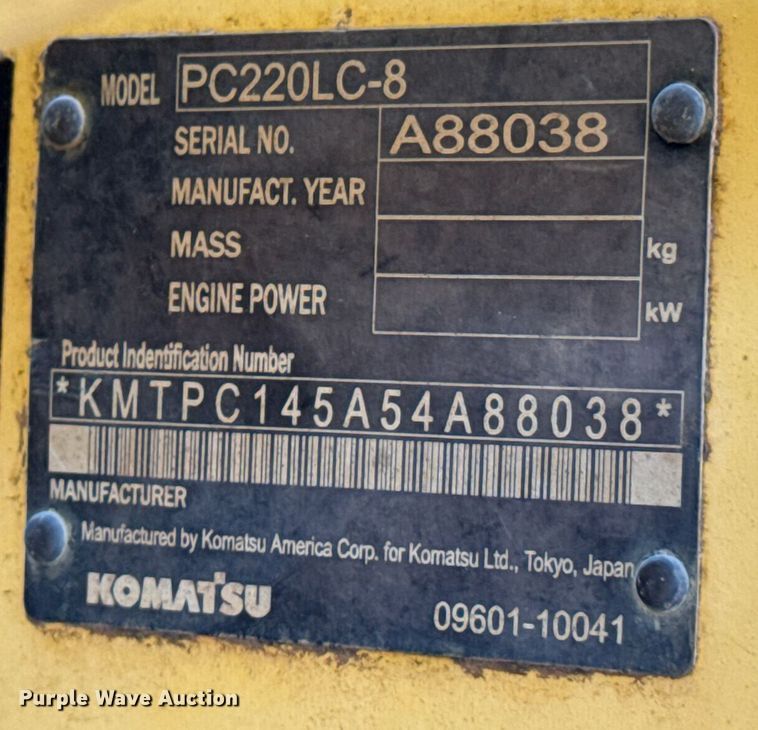 MODEL PC220LC-8
SERIAL NO. A88038
MANUFACT. YEAR
MASS kg
ENGINE POWER kW
Product Indentification Number
*KMTPC145A54A88038*
MANUFACTURER
Manufactured by Komatsu America Corp. for Komatsu Ltd., Tokyo, Japan
KOMATSU 09601-10041
Purple Wave Auction